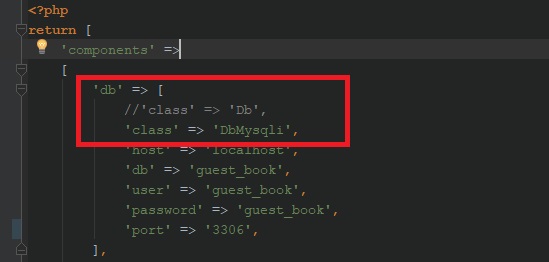 <?php
return [
'components' =>
[
'db' => [
//'class' => 'Db',
'class' => 'DbMysqli',
'host' => 'localhost',
'db' => 'guest_book',
'user' => 'guest_book',
'password' => 'guest_book',
'port' => '3306',
],